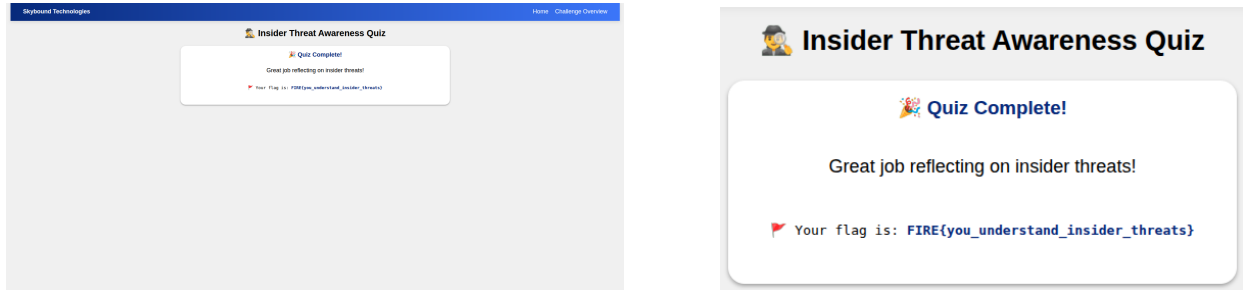 Skybound Technologies
Home Challenge Overview
🕵️ Insider Threat Awareness Quiz
🎉 Quiz Complete!
Great job reflecting on insider threats!
🚩 Your flag is: FIRE{you_understand_insider_threats}
🕵️ Insider Threat Awareness Quiz
🎉 Quiz Complete!
Great job reflecting on insider threats!
🚩 Your flag is: FIRE{you_understand_insider_threats}